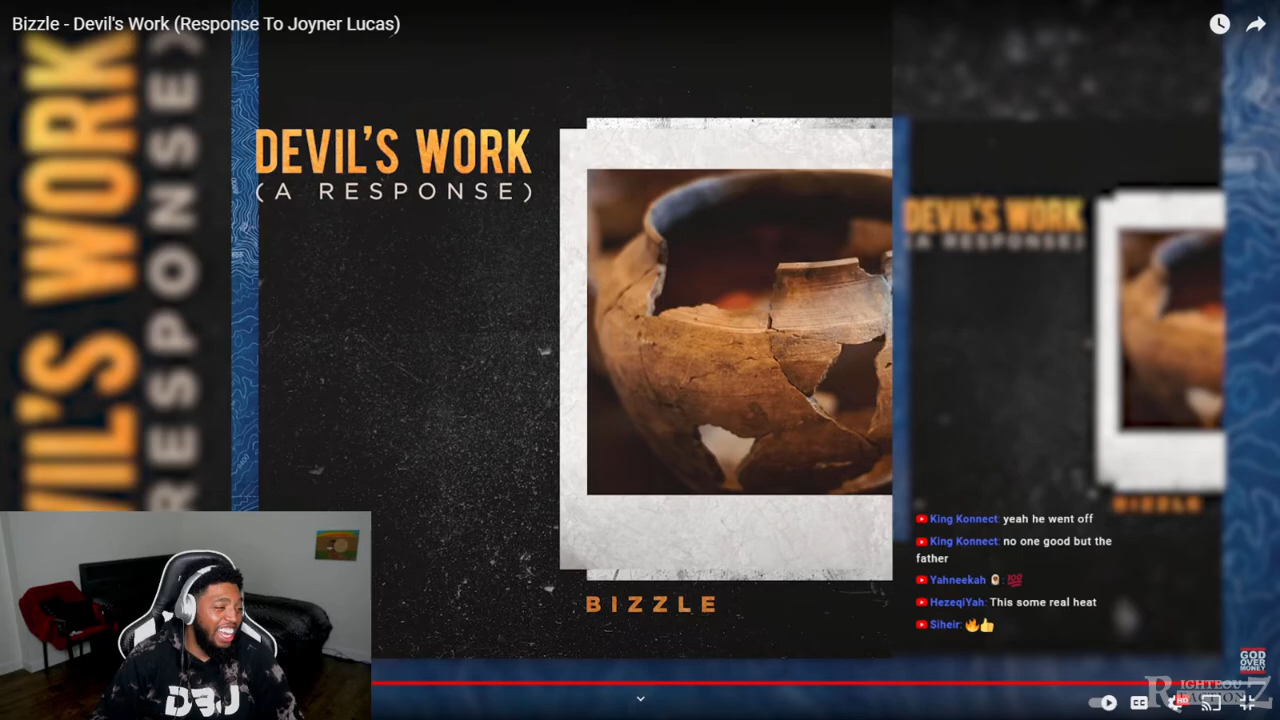 Bizzle - Devil's Work (Response To Joyner Lucas)
DEVIL'S WORK
(A RESPONSE)
BIZZLE
DEVIL'S WORK
(A RESPONSE)
BIZZLE
King Konnect: yeah he went off
King Konnect: no one good but the
father
Yahneekah : 💯
HezeqiYah: This some real heat
Siheir: 🔥👍
GOD
OVER
MONEY
CC
HD